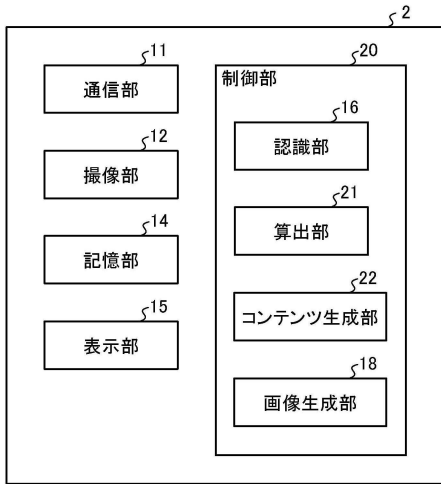 2
11
通信部
12
撮像部
14
記憶部
15
表示部
20
制御部
16
認識部
21
算出部
22
コンテンツ生成部
18
画像生成部